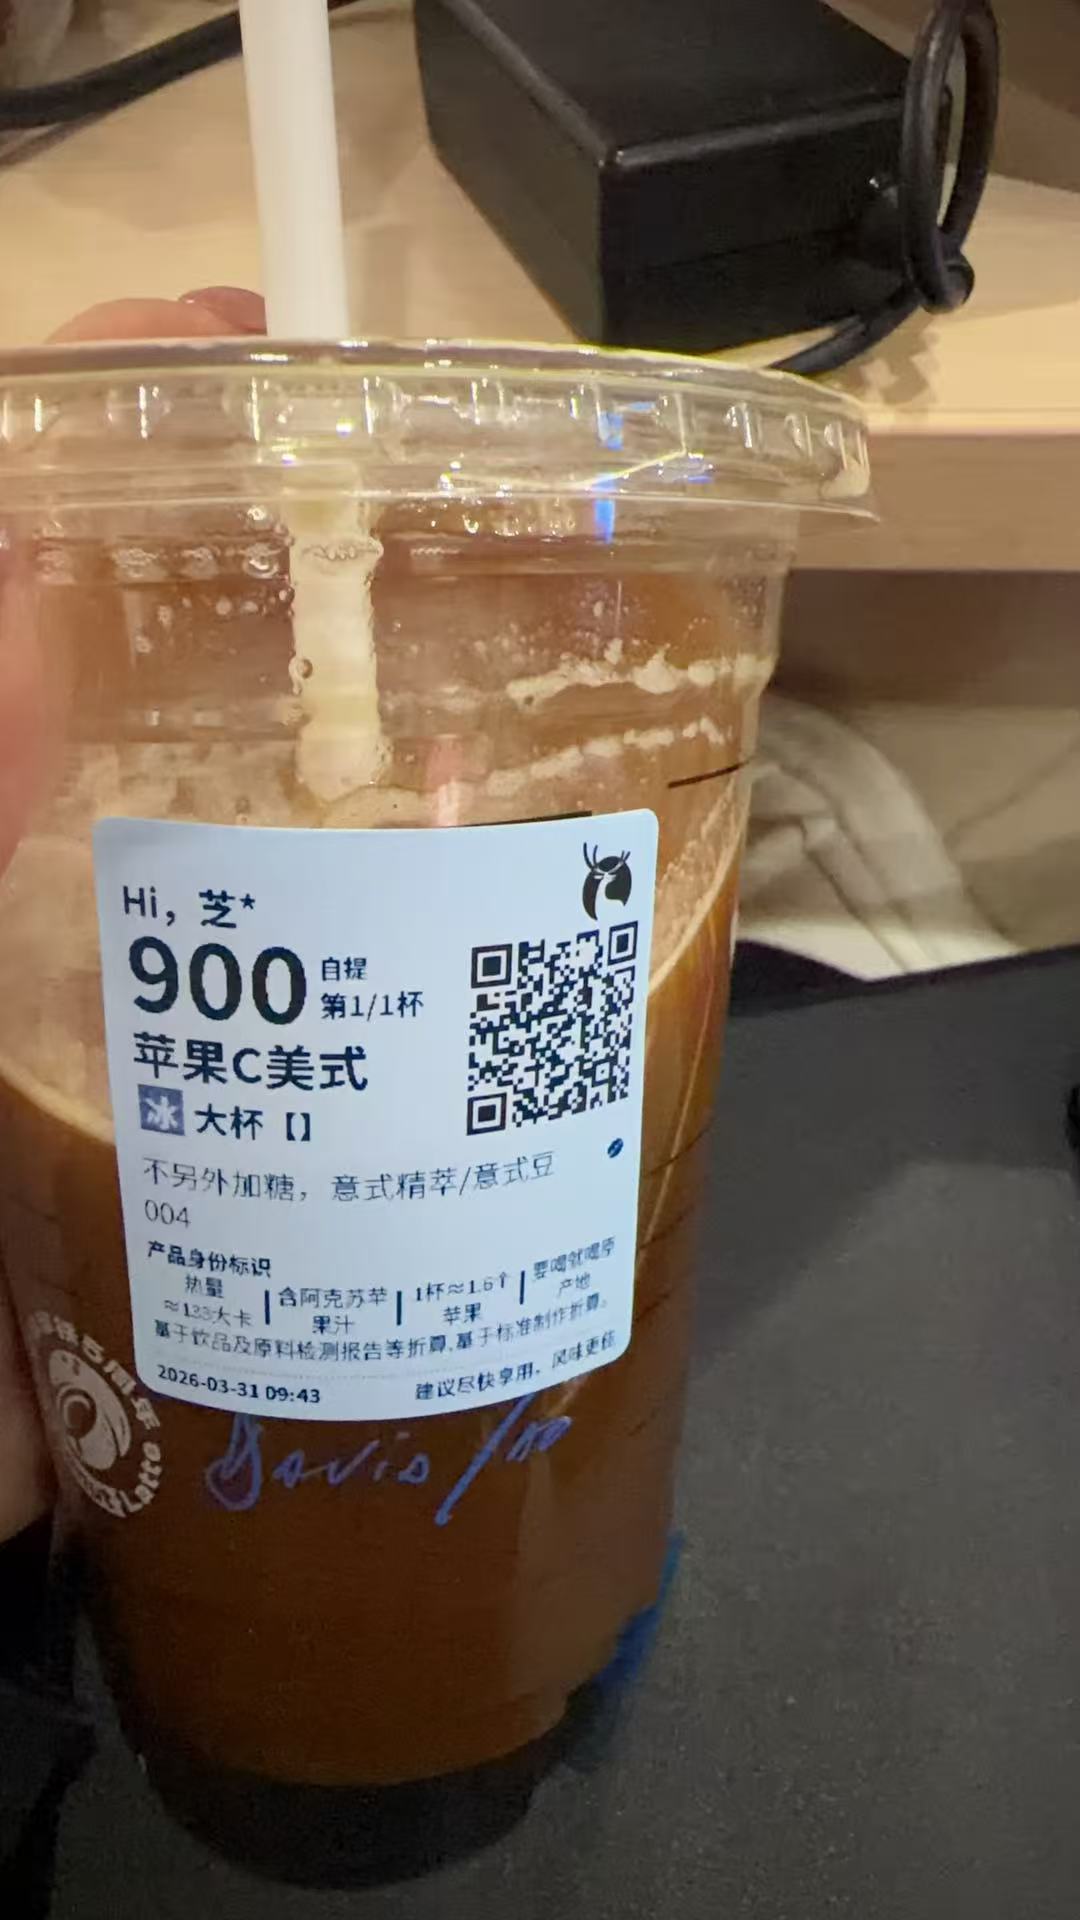 Hi，芝*
900 自提
第1/1杯
苹果C美式
冰 大杯【】
不另外加糖，意式精萃/意式豆
004
产品身份标识
热量
≈133大卡
含阿克苏苹
果汁
1杯≈1.6个
苹果
要喝就喝原
产地
基于饮品及原料检测报告等折算,基于标准制作折算。
2026-03-31 09:43 建议尽快享用，风味更佳